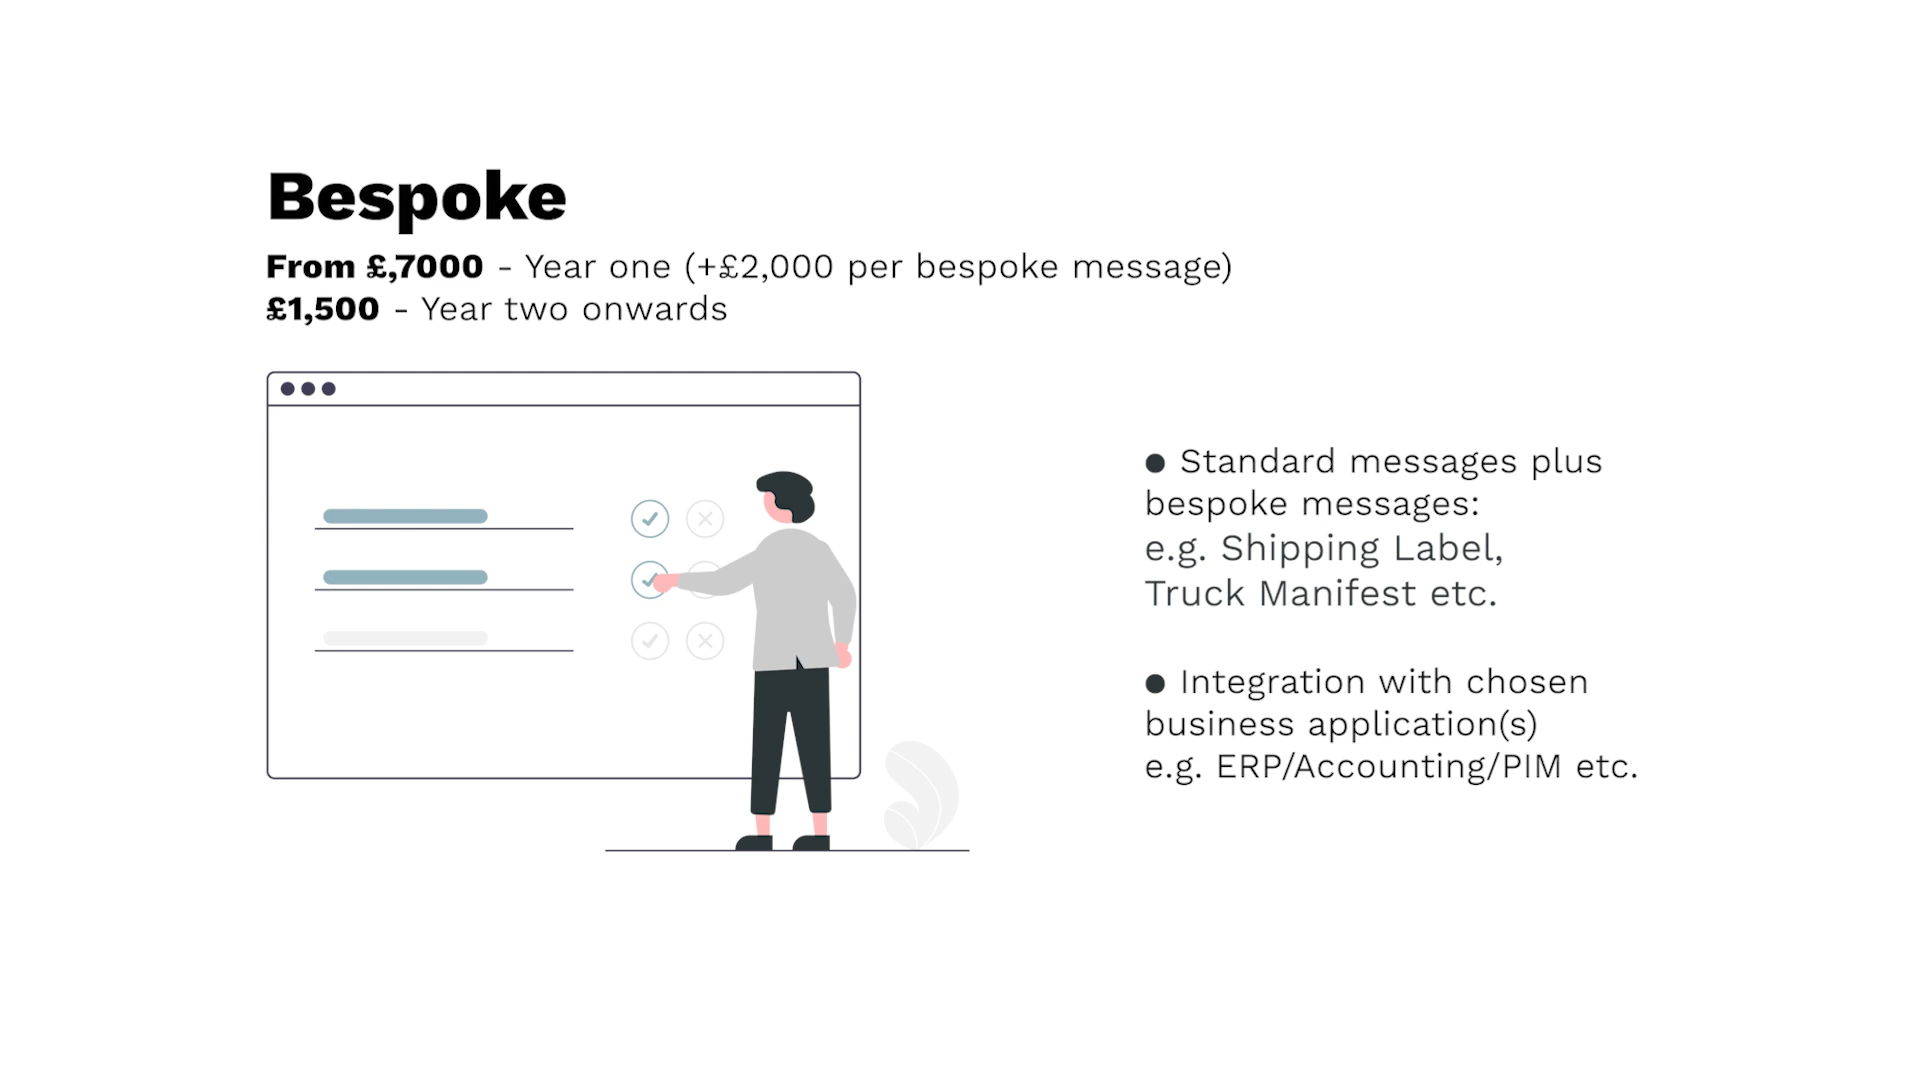 Bespoke
From £,7000 - Year one (+£2,000 per bespoke message)
£1,500 - Year two onwards
● Standard messages plus
bespoke messages:
e.g. Shipping Label,
Truck Manifest etc.
● Integration with chosen
business application(s)
e.g. ERP/Accounting/PIM etc.